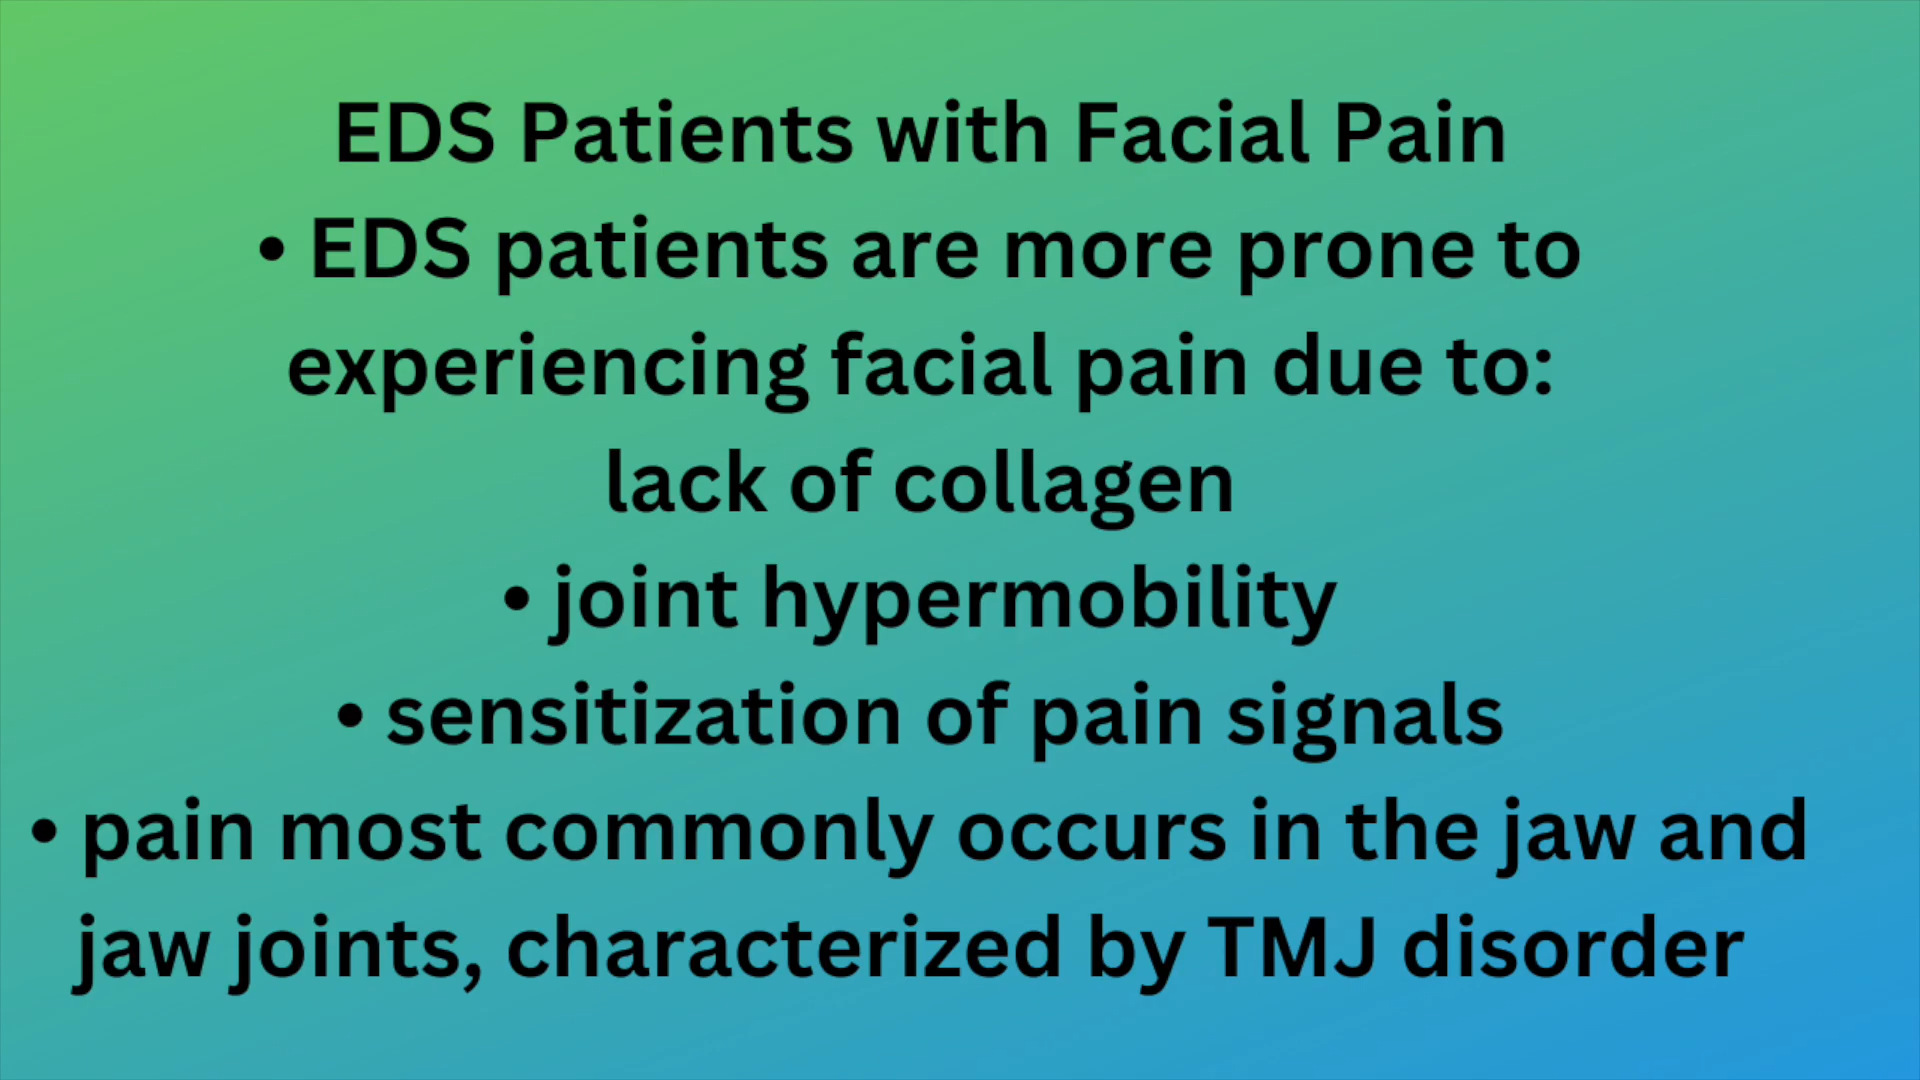 EDS Patients with Facial Pain
• EDS patients are more prone to
experiencing facial pain due to:
lack of collagen
• joint hypermobility
• sensitization of pain signals
• pain most commonly occurs in the jaw and
jaw joints, characterized by TMJ disorder